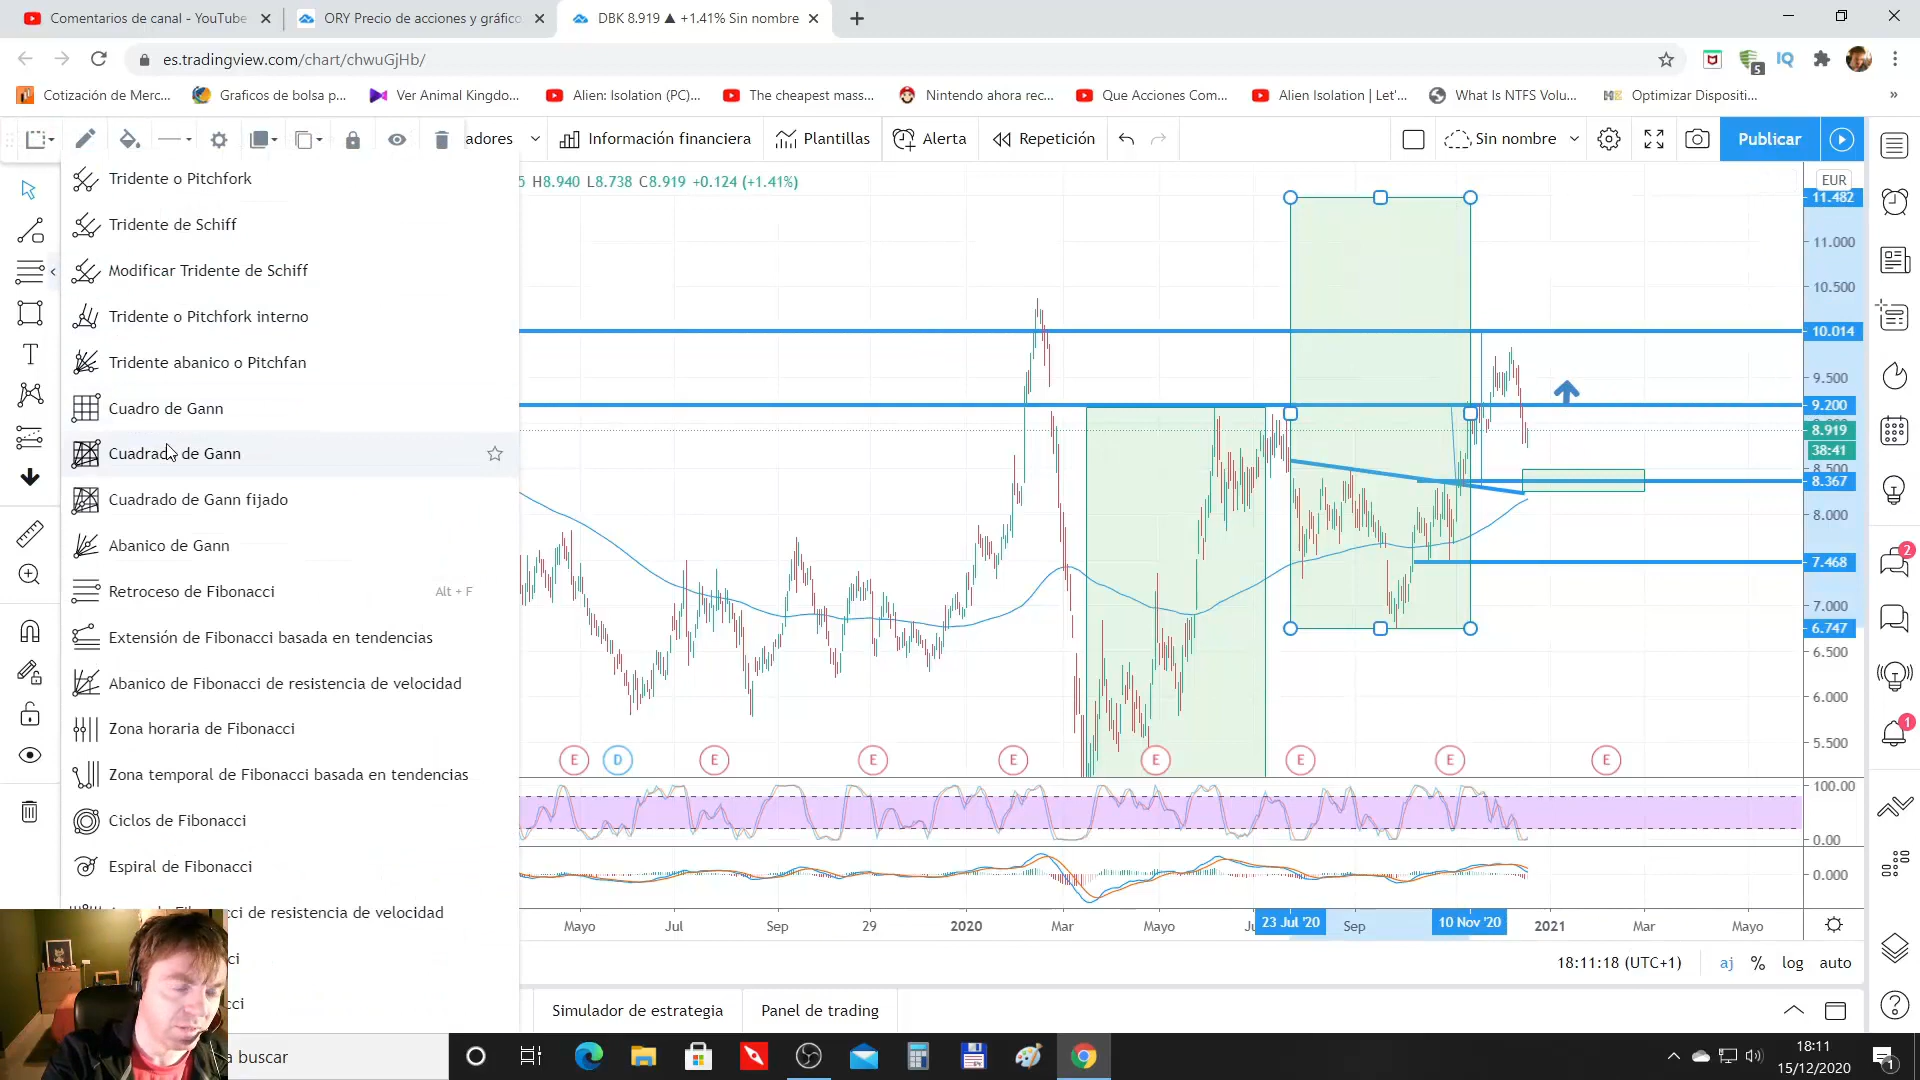 Comentarios de canal - YouTube
ORY Precio de acciones y gráfico
DBK 8.919 ▲ +1.41% Sin nombre
es.tradingview.com/chart/chwuGjHb/
5
IQ
Cotización de Merc...
Graficos de bolsa p...
Ver Animal Kingdo...
Alien: Isolation (PC)...
The cheapest mass...
Nintendo ahora rec...
Que Acciones Com...
Alien Isolation | Let'...
What Is NTFS Volu...
Optimizar Dispositi...
»
adores
Información financiera
Plantillas
Alerta
Repetición
Sin nombre
Publicar
5 H8.940 L8.738 C8.919 +0.124 (+1.41%)
EUR
Tridente o Pitchfork
Tridente de Schiff
Modificar Tridente de Schiff
Tridente o Pitchfork interno
Tridente abanico o Pitchfan
Cuadro de Gann
Cuadrado de Gann
Cuadrado de Gann fijado
Abanico de Gann
Retroceso de Fibonacci Alt + F
Extensión de Fibonacci basada en tendencias
Abanico de Fibonacci de resistencia de velocidad
Zona horaria de Fibonacci
Zona temporal de Fibonacci basada en tendencias
Ciclos de Fibonacci
Espiral de Fibonacci
ci de resistencia de velocidad
ci
cci
T
11.482
11.000
10.500
10.014
9.500
9.200
8.919
38:41
8.500
8.367
8.000
7.468
7.000
6.747
6.500
6.000
5.500
E D E E E E E E E
100.00
0.00
0.000
Mayo Jul Sep 29 2020 Mar Mayo Ju 23 Jul '20 Sep 10 Nov '20 2021 Mar Mayo
18:11:18 (UTC+1)
aj % log auto
2
1
Simulador de estrategia
Panel de trading
a buscar
18:11
15/12/2020
1